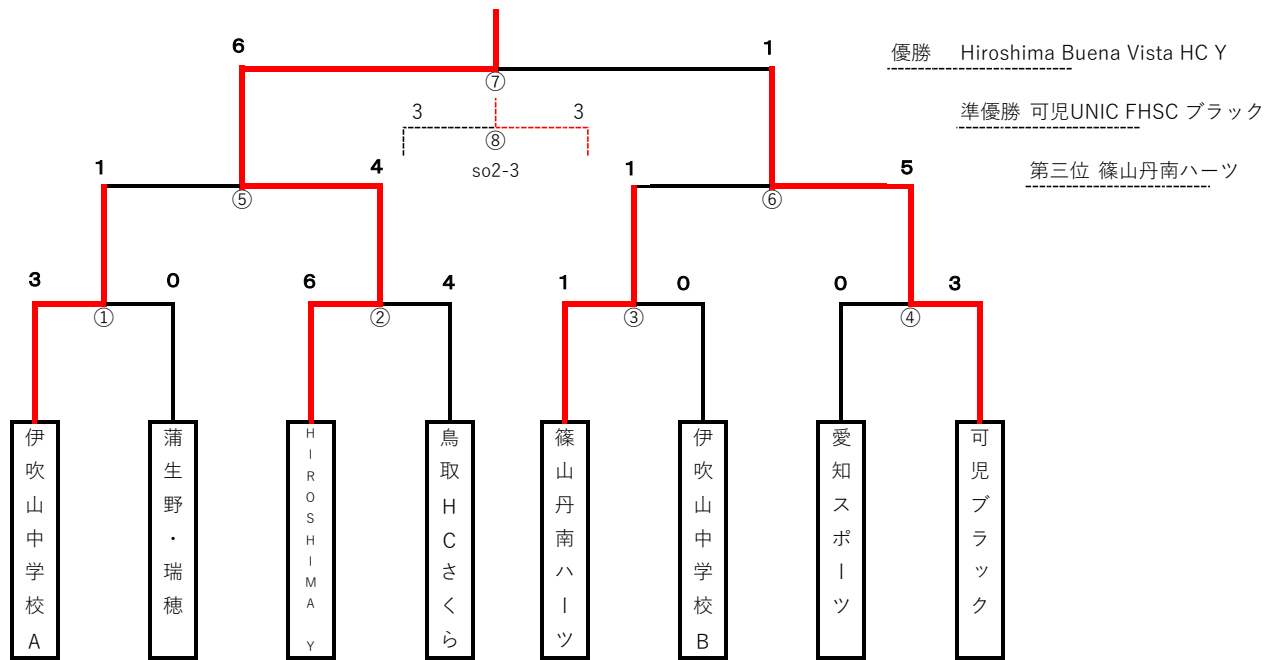 6
1
優勝 Hiroshima Buena Vista HC Y
⑦
3
3
準優勝 可児UNIC FHSC ブラック
⑧
so2-3
1
4
1
5
第三位 篠山丹南ハーツ
⑤
⑥
3
0
6
4
1
0
0
3
①
②
③
④
伊吹山中学校A
蒲生野・瑞穂
HIROSHIMA Y
鳥取HCさくら
篠山丹南ハーツ
伊吹山中学校B
愛知スポーツ
可児ブラック